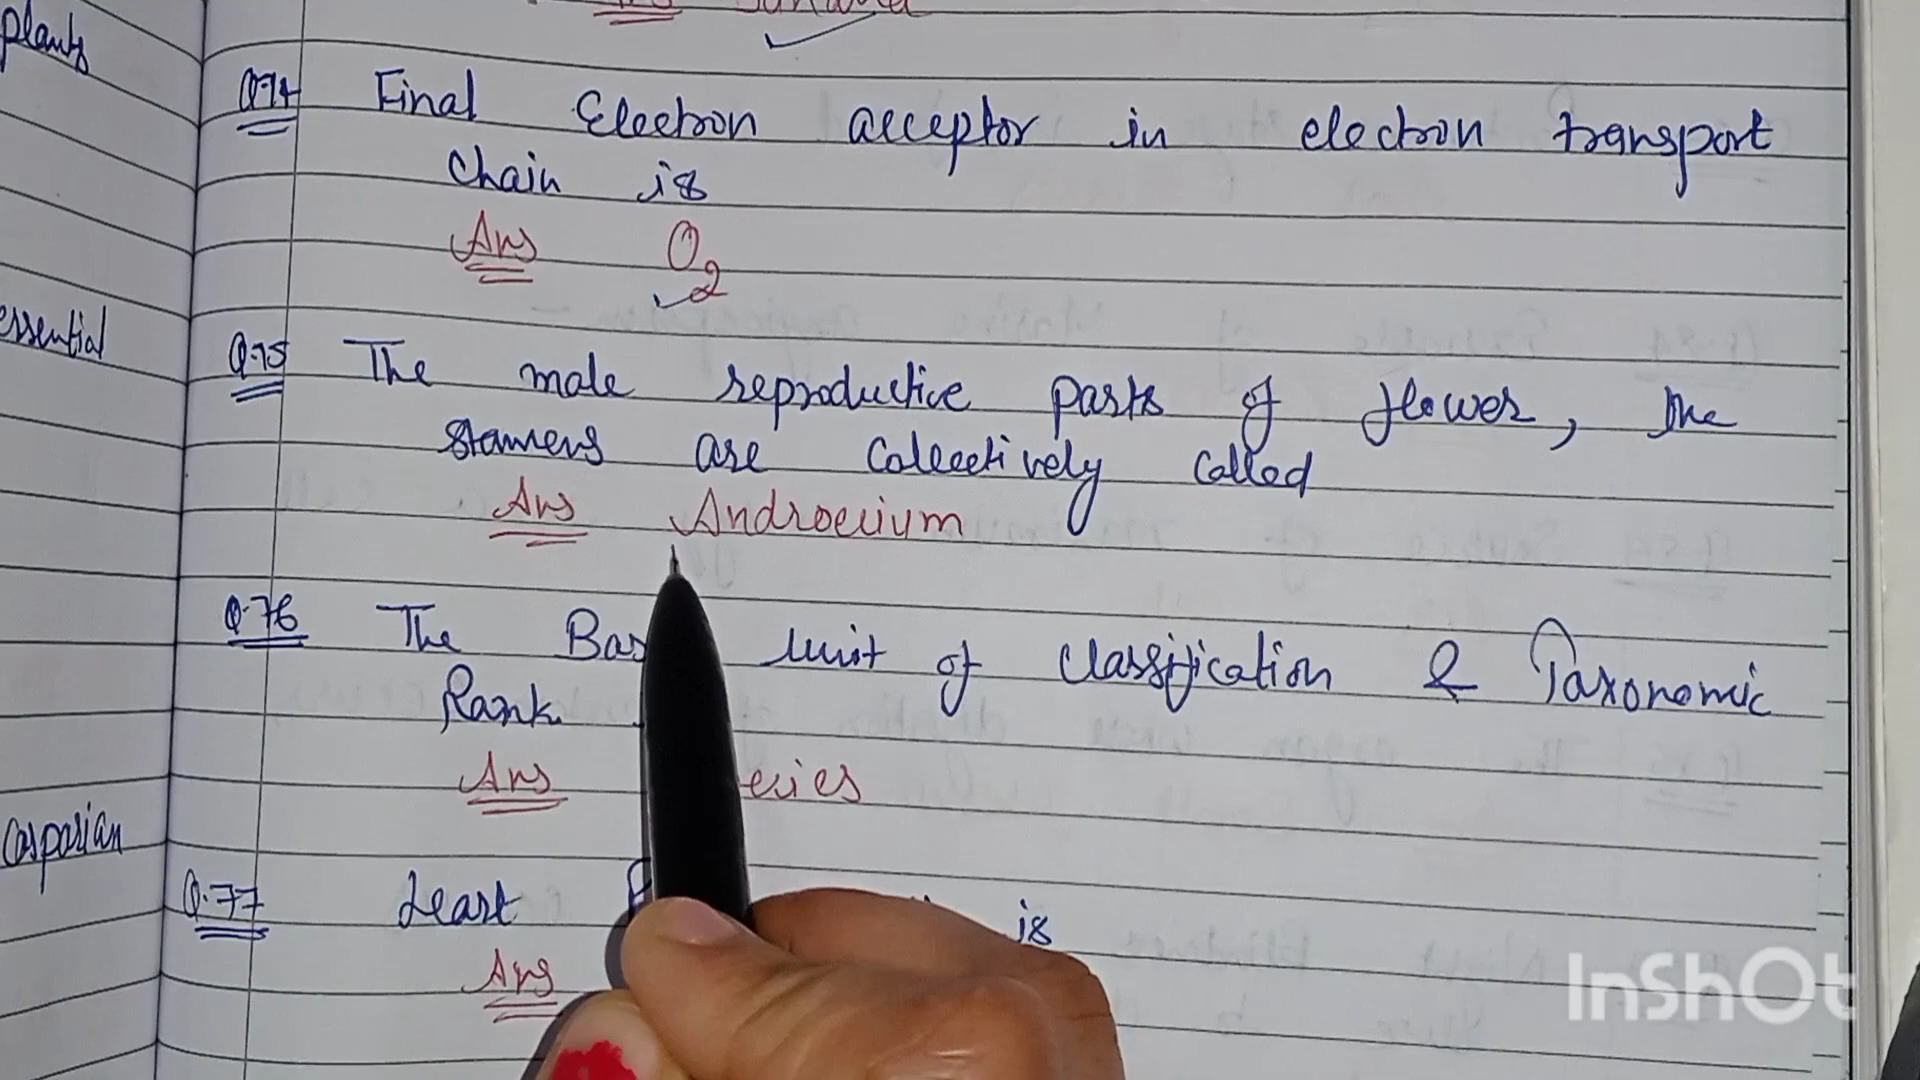 plants
essential
Casparian
Ans
Q.74 Final Electron acceptor in electron transport
Chain is
Ans O2
Q.75 The male reproductive parts of flower, the
stamens are collectively called
Ans Androecium
Q.76 The Bas unit of classification & Taxonomic
Rank
Ans ecies
Q.77 Least is
Ans
InShOt